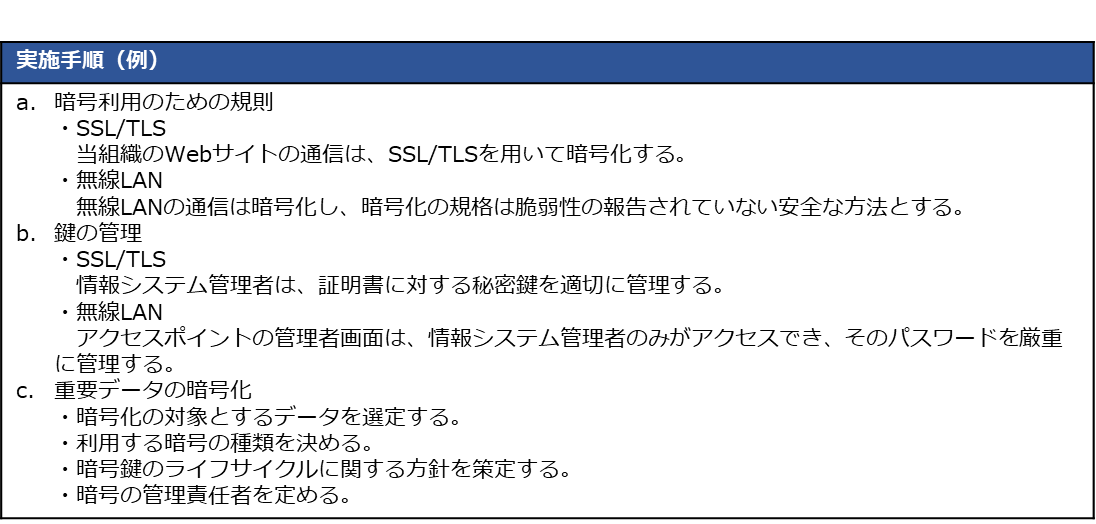 実施手順（例）
a. 暗号利用のための規則
・SSL/TLS
当組織のWebサイトの通信は、SSL/TLSを用いて暗号化する。
・無線LAN
無線LANの通信は暗号化し、暗号化の規格は脆弱性の報告されていない安全な方法とする。
b. 鍵の管理
・SSL/TLS
情報システム管理者は、証明書に対する秘密鍵を適切に管理する。
・無線LAN
アクセスポイントの管理者画面は、情報システム管理者のみがアクセスでき、そのパスワードを厳重
に管理する。
c. 重要データの暗号化
・暗号化の対象とするデータを選定する。
・利用する暗号の種類を決める。
・暗号鍵のライフサイクルに関する方針を策定する。
・暗号の管理責任者を定める。